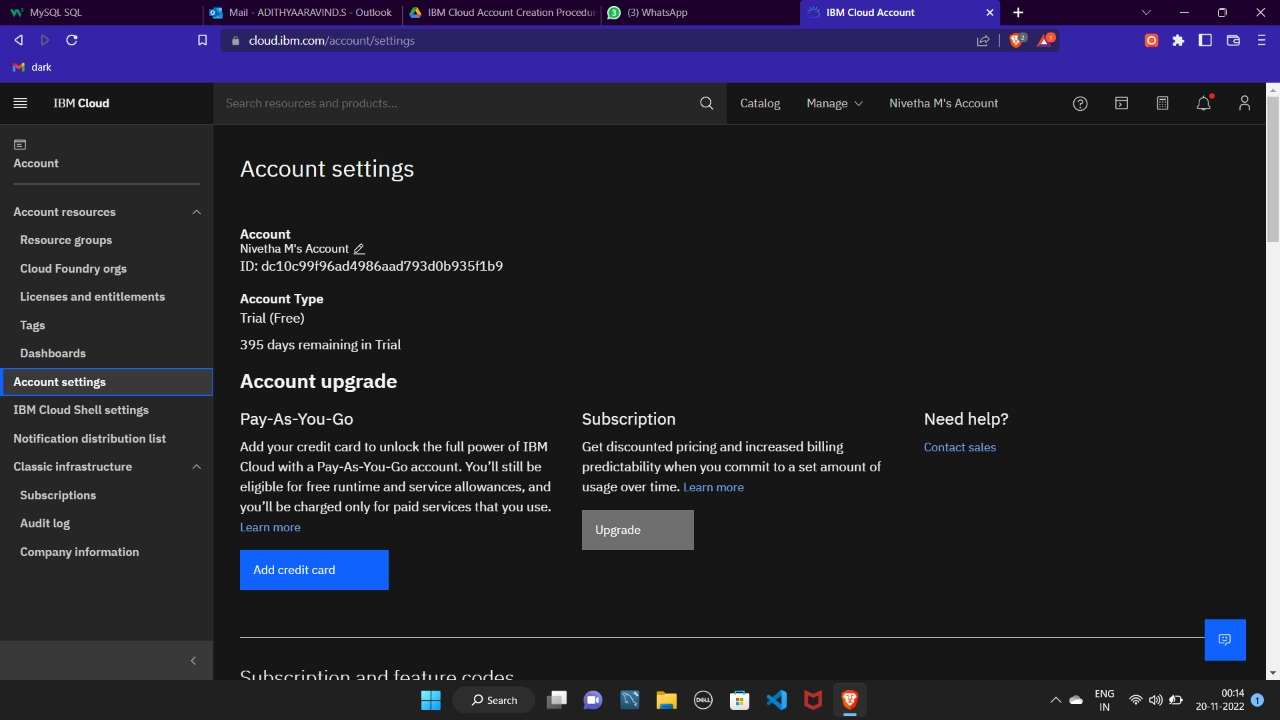 MySQL SQL
Mail - ADITHYAARAVIND.S - Outlook
IBM Cloud Account Creation Procedur
(3) WhatsApp
IBM Cloud Account
cloud.ibm.com/account/settings
2
1
dark
IBM Cloud
Search resources and products...
Catalog
Manage
Nivetha M's Account
Account
Account resources
Resource groups
Cloud Foundry orgs
Licenses and entitlements
Tags
Dashboards
Account settings
IBM Cloud Shell settings
Notification distribution list
Classic infrastructure
Subscriptions
Audit log
Company information
Account settings
Account
Nivetha M's Account
ID: dc10c99f96ad4986aad793d0b935f1b9
Account Type
Trial (Free)
395 days remaining in Trial
Account upgrade
Pay-As-You-Go
Add your credit card to unlock the full power of IBM
Cloud with a Pay-As-You-Go account. You’ll still be
eligible for free runtime and service allowances, and
you’ll be charged only for paid services that you use.
Learn more
Add credit card
Subscription
Get discounted pricing and increased billing
predictability when you commit to a set amount of
usage over time. Learn more
Upgrade
Need help?
Contact sales
Subscription and feature codes
Search
DELL
ENG
IN
00:14
20-11-2022
1